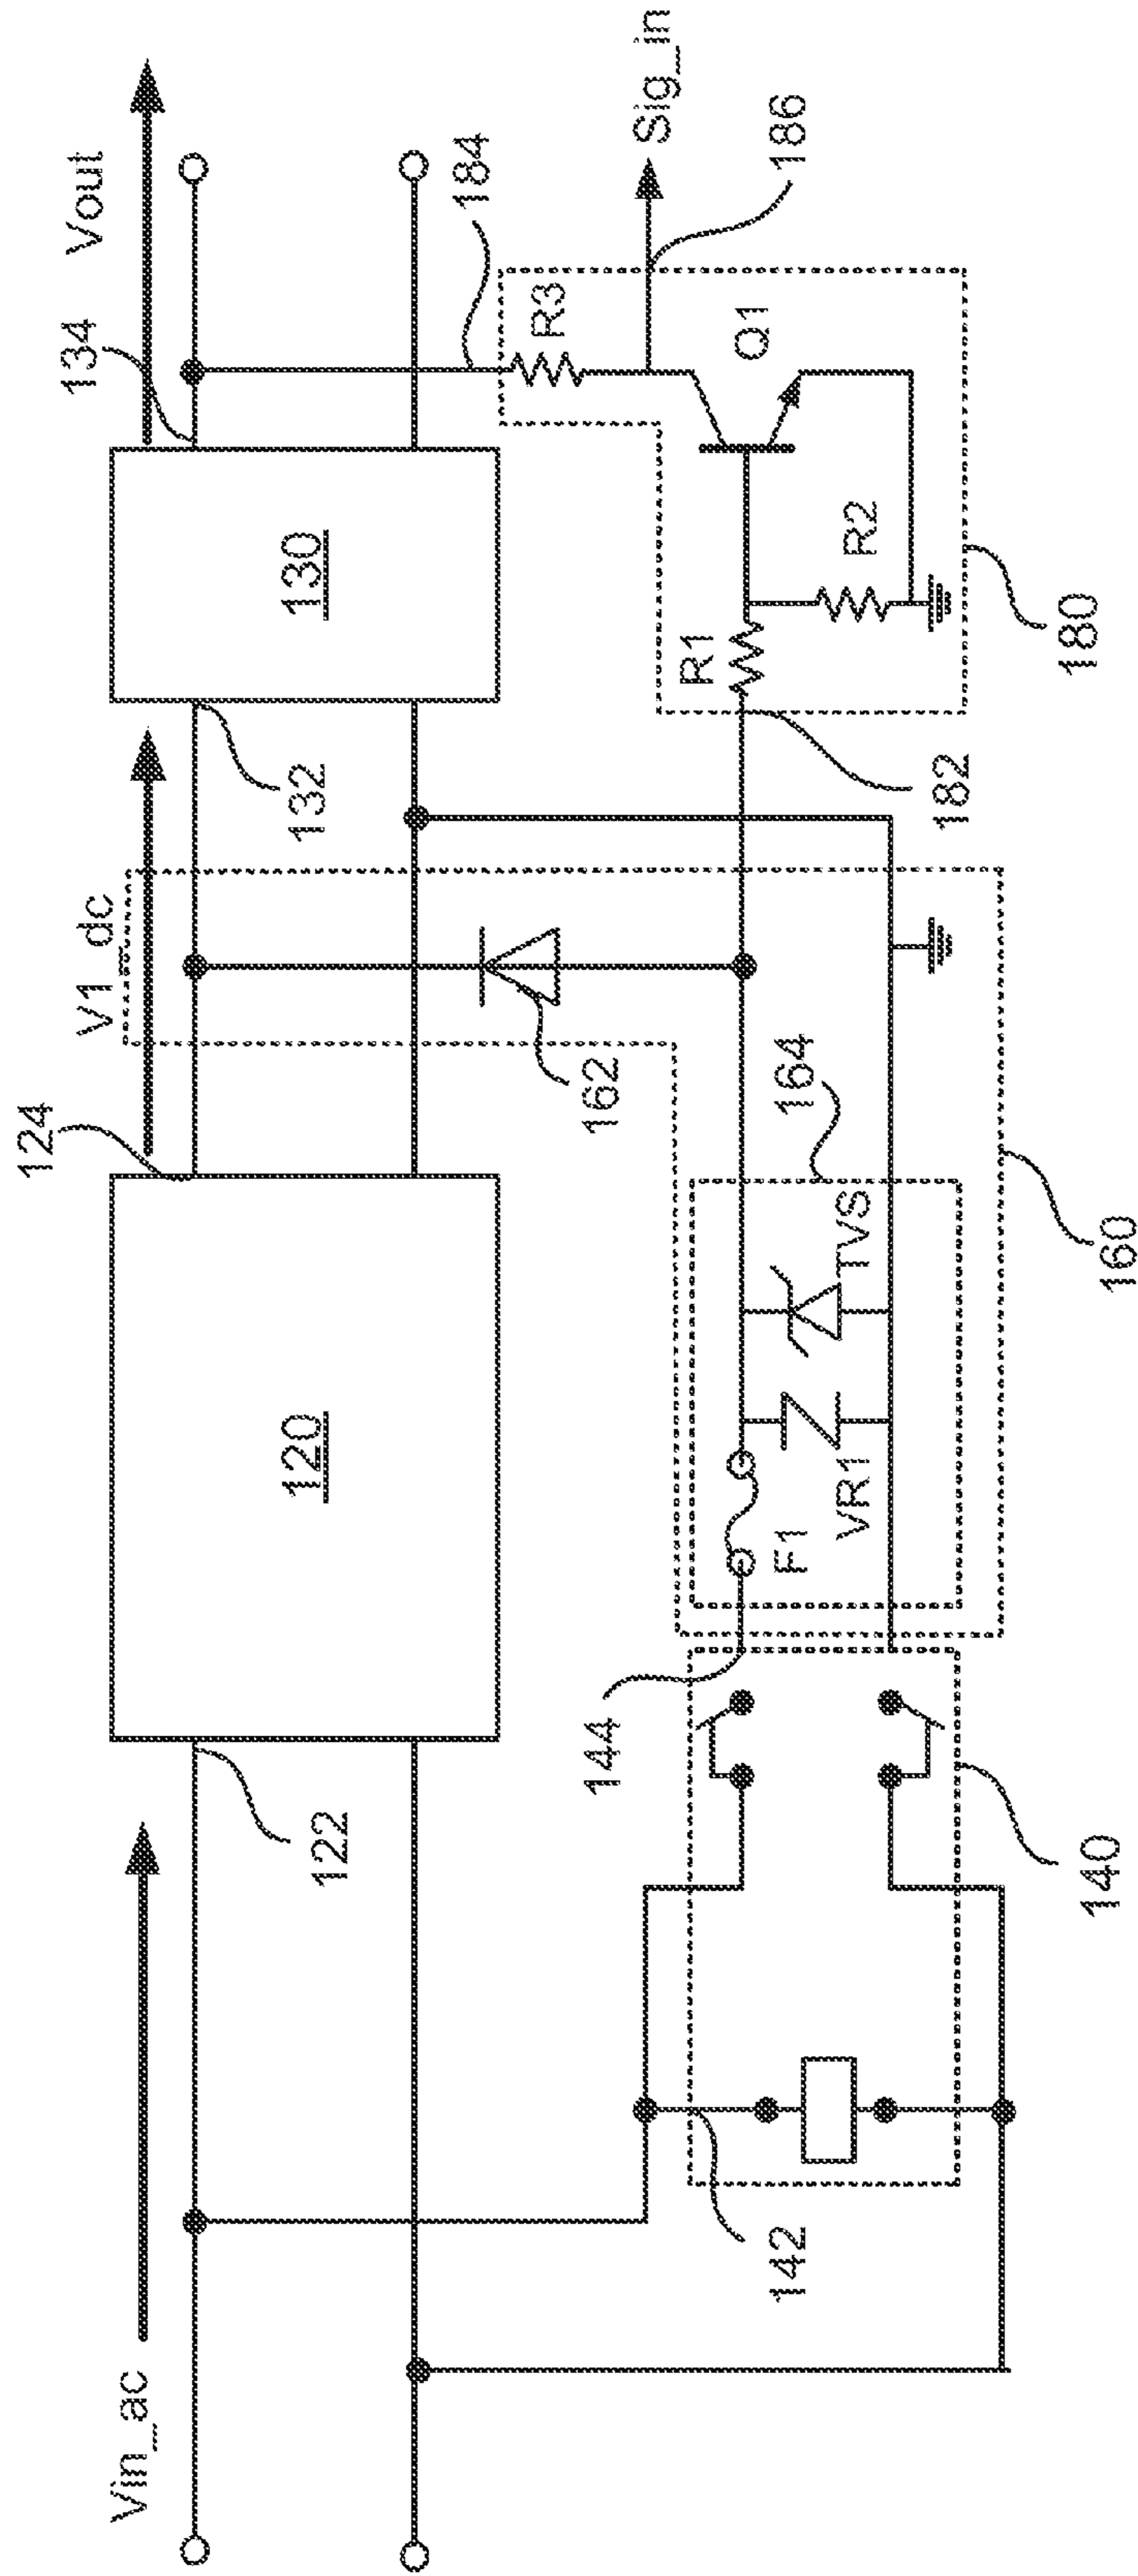 Vin_ac
V1_dc
Vout
122
124
132
134
120
130
184
Sig_in
186
R3
Q1
R1
R2
182
180
162
164
TVS
VR1
F1
160
144
142
140